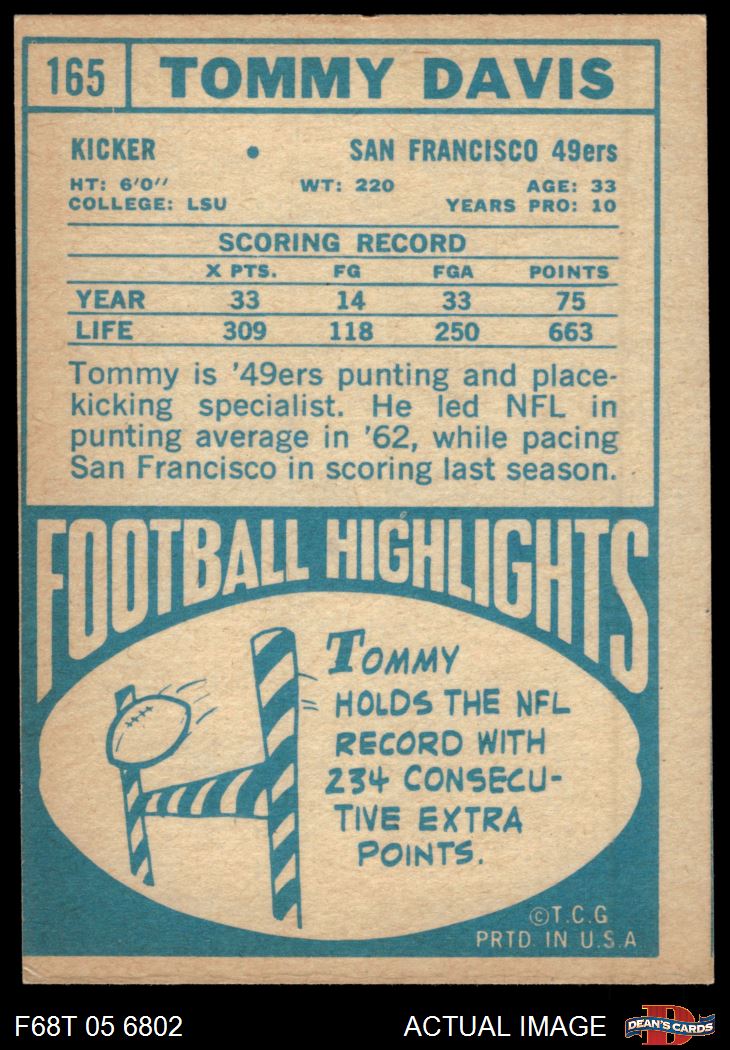 165 TOMMY DAVIS
KICKER • SAN FRANCISCO 49ers
HT: 6'0" WT: 220 AGE: 33
COLLEGE: LSU YEARS PRO: 10
SCORING RECORD
X PTS. FG FGA POINTS
YEAR 33 14 33 75
LIFE 309 118 250 663
Tommy is '49ers punting and place-
kicking specialist. He led NFL in
punting average in '62, while pacing
San Francisco in scoring last season.
FOOTBALL HIGHLIGHTS
TOMMY
HOLDS THE NFL
RECORD WITH
234 CONSECU-
TIVE EXTRA
POINTS.
©T.C.G
PRTD. IN U.S.A
F68T 05 6802 ACTUAL IMAGE DEAN'S CARDS